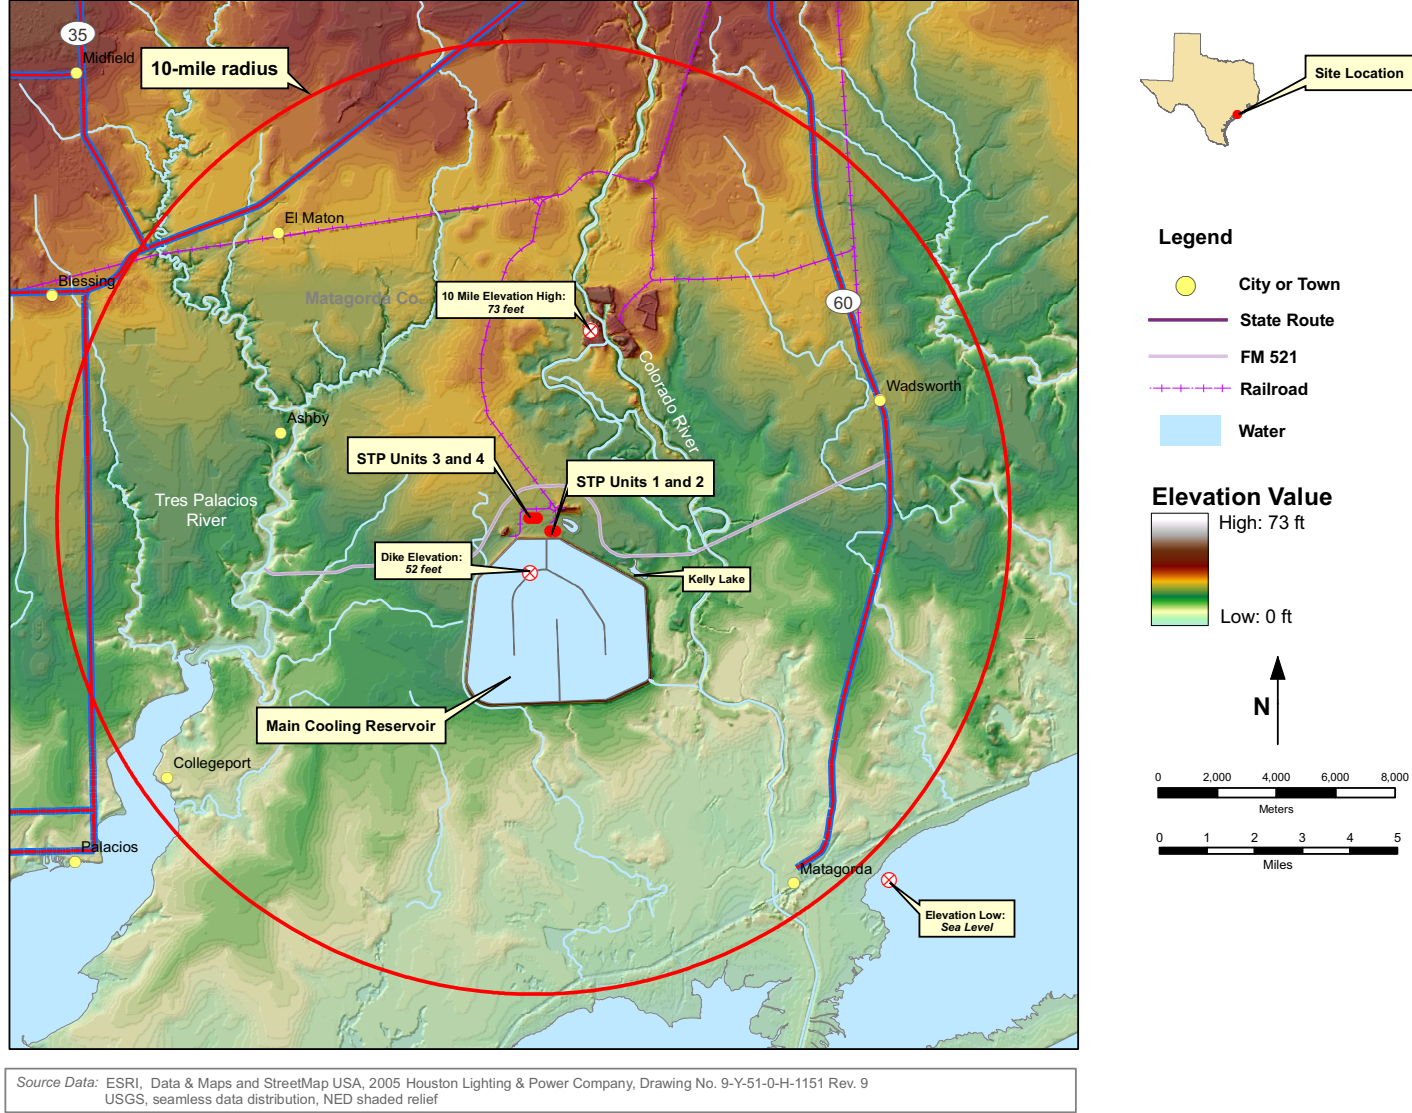 35
Midfield
10-mile radius
Site Location
El Maton
Legend
Blessing
City or Town
Matagorda Co.
10 Mile Elevation High:
73 feet
60
State Route
FM 521
Colorado River
Wadsworth
Railroad
Ashby
Water
STP Units 3 and 4
STP Units 1 and 2
Elevation Value
Tres Palacios
River
High: 73 ft
Dike Elevation:
52 feet
Kelly Lake
Low: 0 ft
N
Main Cooling Reservoir
Collegeport
0 2,000 4,000 6,000 8,000
Meters
0 1 2 3 4 5
Miles
Palacios
Matagorda
Elevation Low:
Sea Level
Source Data: ESRI, Data & Maps and StreetMap USA, 2005 Houston Lighting & Power Company, Drawing No. 9-Y-51-0-H-1151 Rev. 9
USGS, seamless data distribution, NED shaded relief